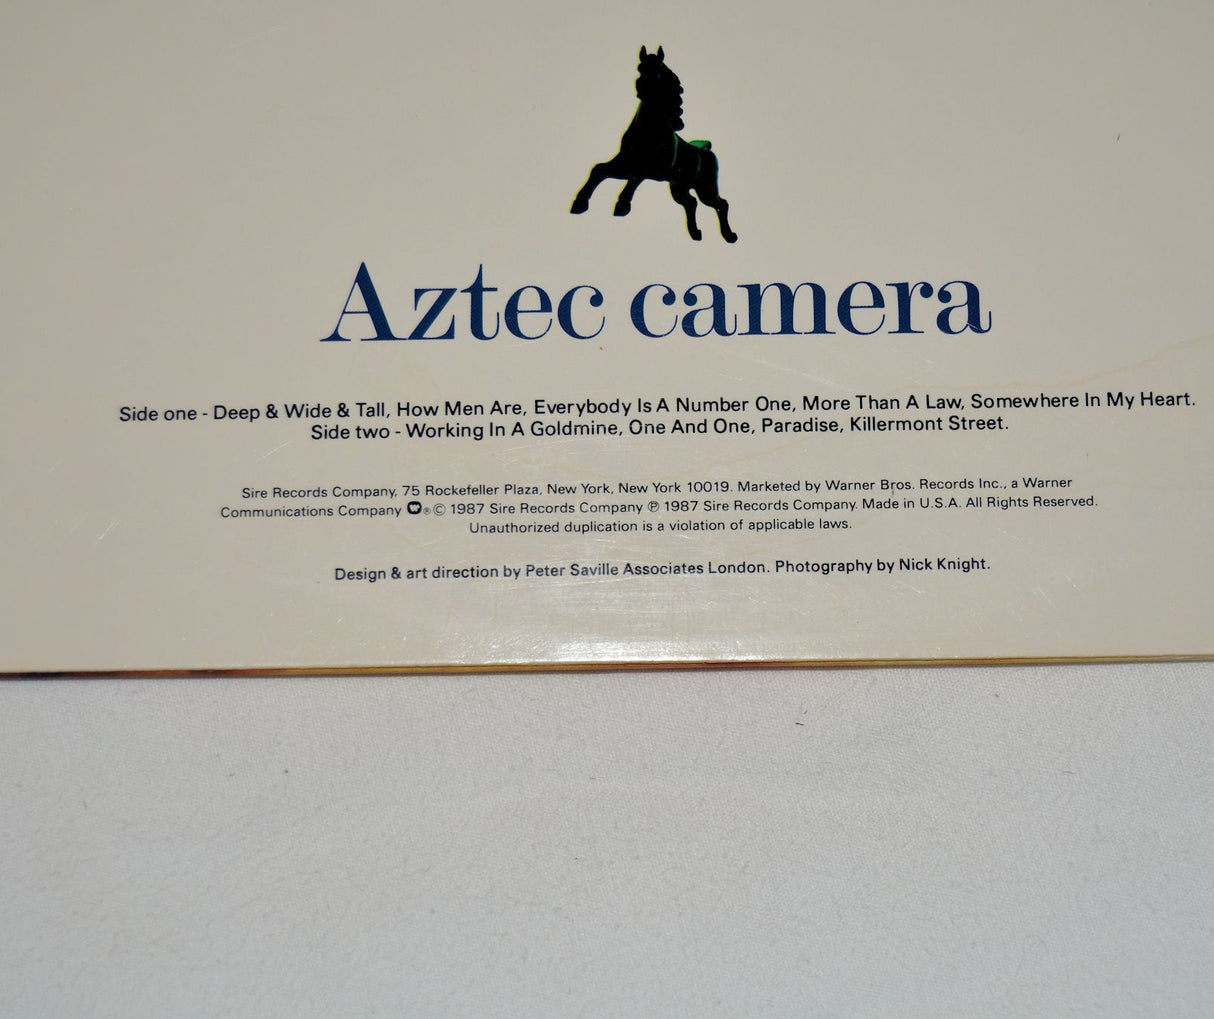 Aztec camera
Side one - Deep & Wide & Tall, How Men Are, Everybody Is A Number One, More Than A Law, Somewhere In My Heart.
Side two - Working In A Goldmine, One And One, Paradise, Killermont Street.
Sire Records Company, 75 Rockefeller Plaza, New York, New York 10019. Marketed by Warner Bros. Records Inc., a Warner
Communications Company ® © 1987 Sire Records Company ℗ 1987 Sire Records Company. Made in U.S.A. All Rights Reserved.
Unauthorized duplication is a violation of applicable laws.
Design & art direction by Peter Saville Associates London. Photography by Nick Knight.